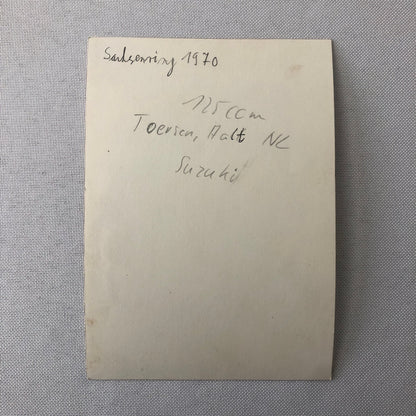 Sachsenring 1970
125 ccm
Toersen, Aalt NL
Suzuki